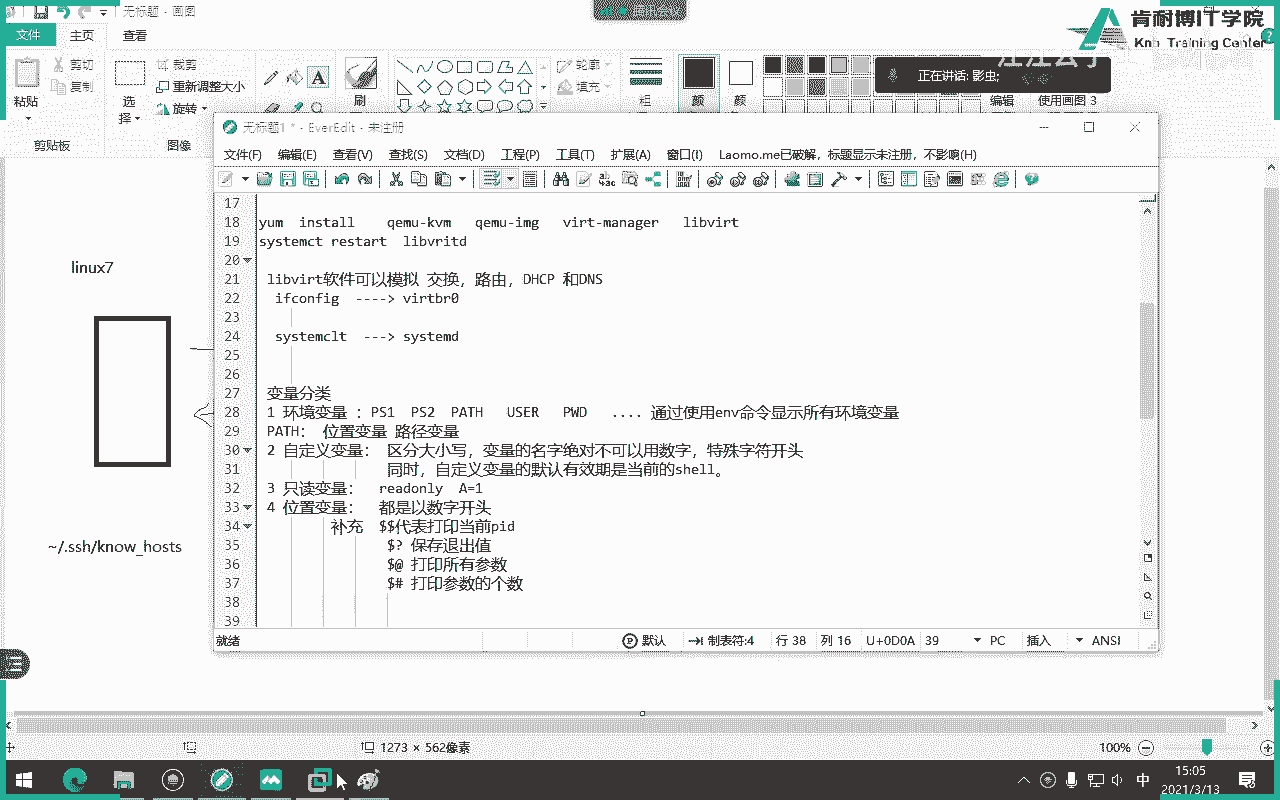 无标题 - 画图
肯耐博IT学院
Training Center
文件 主页 查看
剪切
复制
粘贴
剪贴板
选择
裁剪
重新调整大小
旋转
图像
A
刷
轮廓
填充
粗
颜
颜
正在讲话: 影虫;
编辑
使用画图 3
无标题1 * - EverEdit - 未注册
文件(F) 编辑(E) 查看(V) 查找(S) 文档(D) 工程(P) 工具(T) 扩展(A) 窗口(I) Laomo.me已破解，标题显示未注册，不影响(H)
17
18 yum install qemu-kvm qemu-img virt-manager libvirt
19 systemct restart libvritd
20
21 libvirt软件可以模拟 交换，路由，DHCP 和DNS
22 ifconfig ----> virtbr0
23
24 systemclt ---> systemd
25
26
27 变量分类
28 1 环境变量 ：PS1 PS2 PATH USER PWD .... 通过使用env命令显示所有环境变量
29 PATH： 位置变量 路径变量
30 2 自定义变量： 区分大小写，变量的名字绝对不可以用数字，特殊字符开头
31 同时，自定义变量的默认有效期是当前的shell。
32 3 只读变量： readonly A=1
33 4 位置变量： 都是以数字开头
34 补充 $$代表打印当前pid
35 $? 保存退出值
36 $@ 打印所有参数
37 $# 打印参数的个数
38
39
就绪 默认 制表符:4 行 38 列 16 U+0D0A 39 PC 插入 ANSI
linux7
~/.ssh/know_hosts
1273 × 562像素
100%
中
15:05
2021/3/13